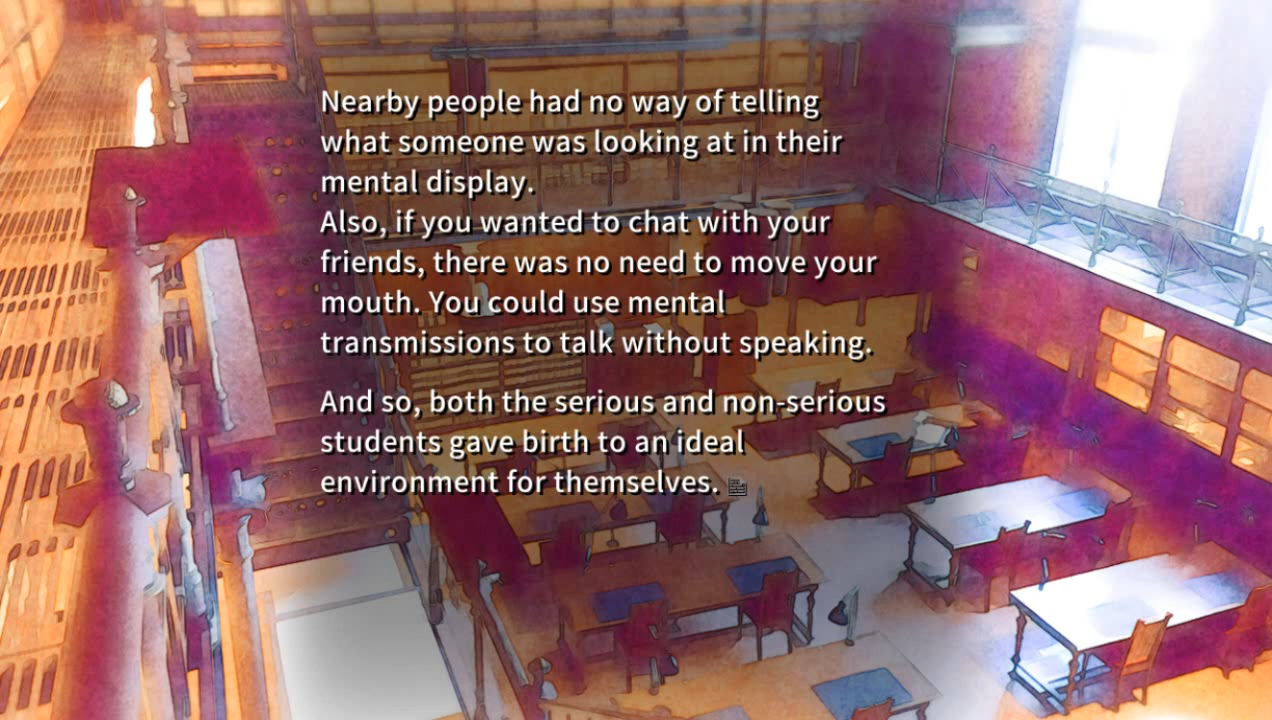 Nearby people had no way of telling
what someone was looking at in their
mental display.
Also, if you wanted to chat with your
friends, there was no need to move your
mouth. You could use mental
transmissions to talk without speaking.
And so, both the serious and non-serious
students gave birth to an ideal
environment for themselves.